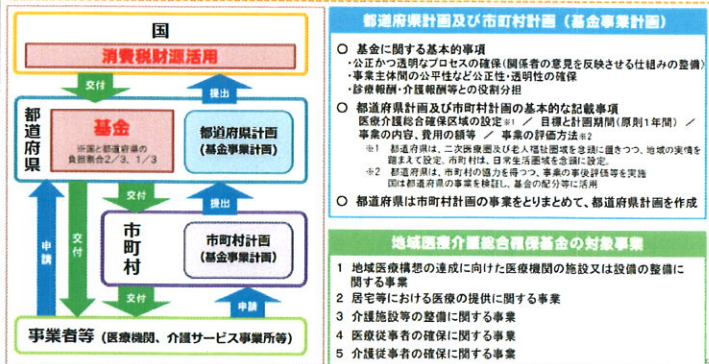 国
消費税財源活用
交付
提出
都道府県
基金
※国と都道府県の
負担割合2/3、1/3
都道府県計画
(基金事業計画)
交付
提出
申請
交付
市町村
市町村計画
(基金事業計画)
交付
申請
事業者等（医療機関、介護サービス事業所等）
都道府県計画及び市町村計画（基金事業計画）
○ 基金に関する基本的事項
・公正かつ透明なプロセスの確保(関係者の意見を反映させる仕組みの整備)
・事業主体間の公平性など公正性・透明性の確保
・診療報酬・介護報酬等との役割分担
○ 都道府県計画及び市町村計画の基本的な記載事項
医療介護総合確保区域の設定※1 ／ 目標と計画期間(原則1年間) ／
事業の内容、費用の額等 ／ 事業の評価方法※2
※1 都道府県は、二次医療圏及び老人福祉圏域を念頭に置きつつ、地域の実情を
踏まえて設定。市町村は、日常生活圏域を念頭に設定。
※2 都道府県は、市町村の協力を得つつ、事業の事後評価等を実施
国は都道府県の事業を検証し、基金の配分等に活用
○ 都道府県は市町村計画の事業をとりまとめて、都道府県計画を作成
地域医療介護総合確保基金の対象事業
1 地域医療構想の達成に向けた医療機関の施設又は設備の整備に
関する事業
2 居宅等における医療の提供に関する事業
3 介護施設等の整備に関する事業
4 医療従事者の確保に関する事業
5 介護従事者の確保に関する事業